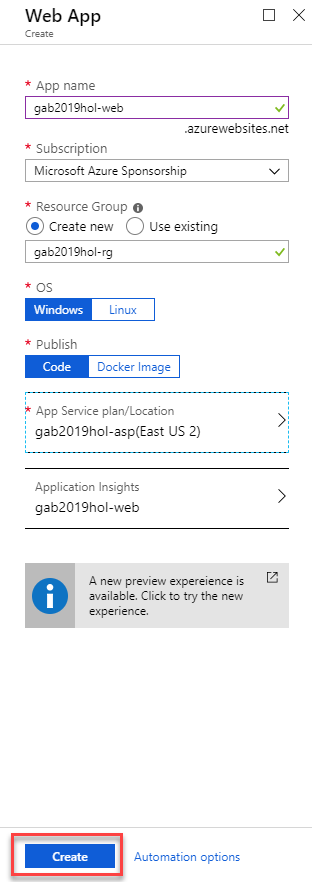 Web App
Create
* App name
gab2019hol-web
.azurewebsites.net
* Subscription
Microsoft Azure Sponsorship
* Resource Group
Create new Use existing
gab2019hol-rg
* OS
Windows Linux
* Publish
Code Docker Image
* App Service plan/Location
gab2019hol-asp(East US 2)
Application Insights
gab2019hol-web
A new preview expereience is
available. Click to try the new
experience.
Create Automation options